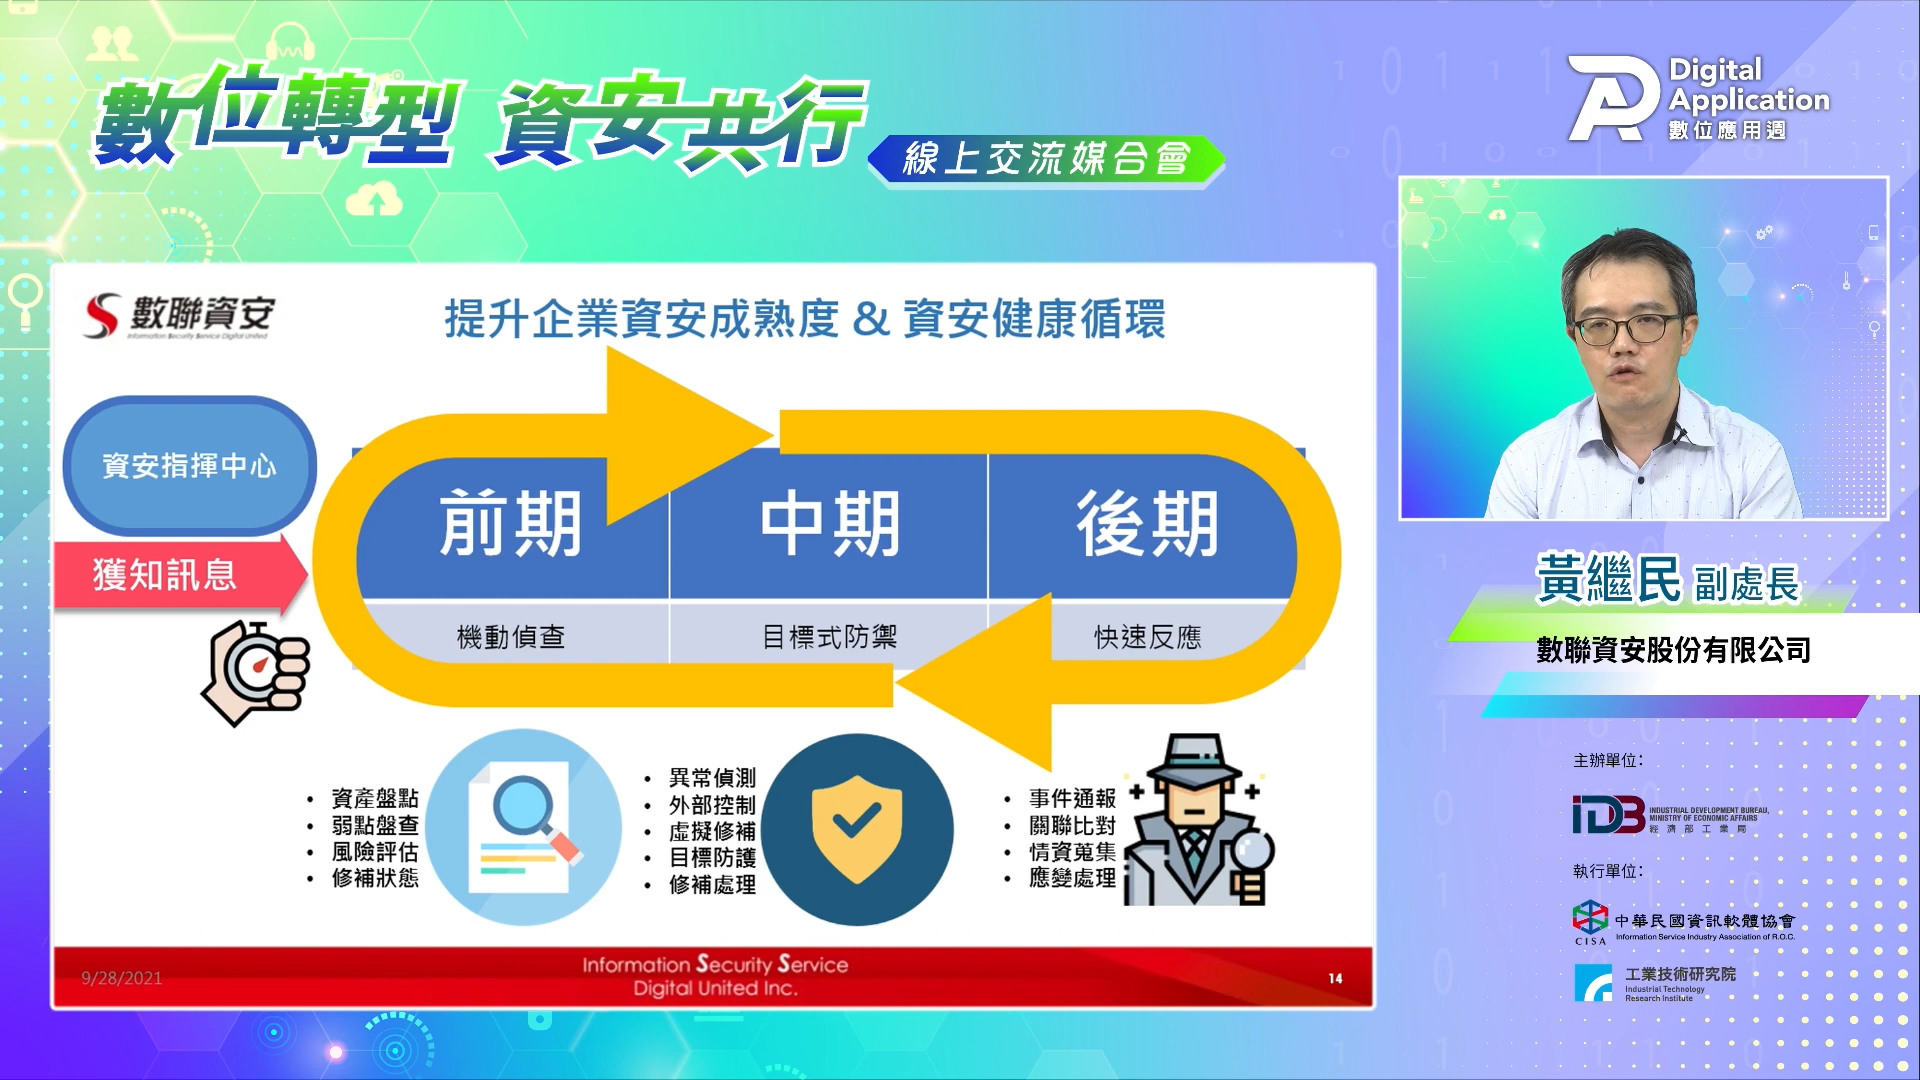 數位轉型 資安共行
線上交流媒合會
Digital
Application
數位應用週
數聯資安
Information Security Service Digital United
提升企業資安成熟度 & 資安健康循環
資安指揮中心
獲知訊息
前期
中期
後期
機動偵查
目標式防禦
快速反應
• 資產盤點
• 弱點盤查
• 風險評估
• 修補狀態
• 異常偵測
• 外部控制
• 虛擬修補
• 目標防護
• 修補處理
• 事件通報
• 關聯比對
• 情資蒐集
• 應變處理
9/28/2021
Information Security Service
Digital United Inc.
14
黃繼民 副處長
數聯資安股份有限公司
主辦單位:
IDB
INDUSTRIAL DEVELOPMENT BUREAU,
MINISTRY OF ECONOMIC AFFAIRS
經濟部工業局
執行單位:
CISA
中華民國資訊軟體協會
Information Service Industry Association of R.O.C.
工業技術研究院
Industrial Technology
Research Institute